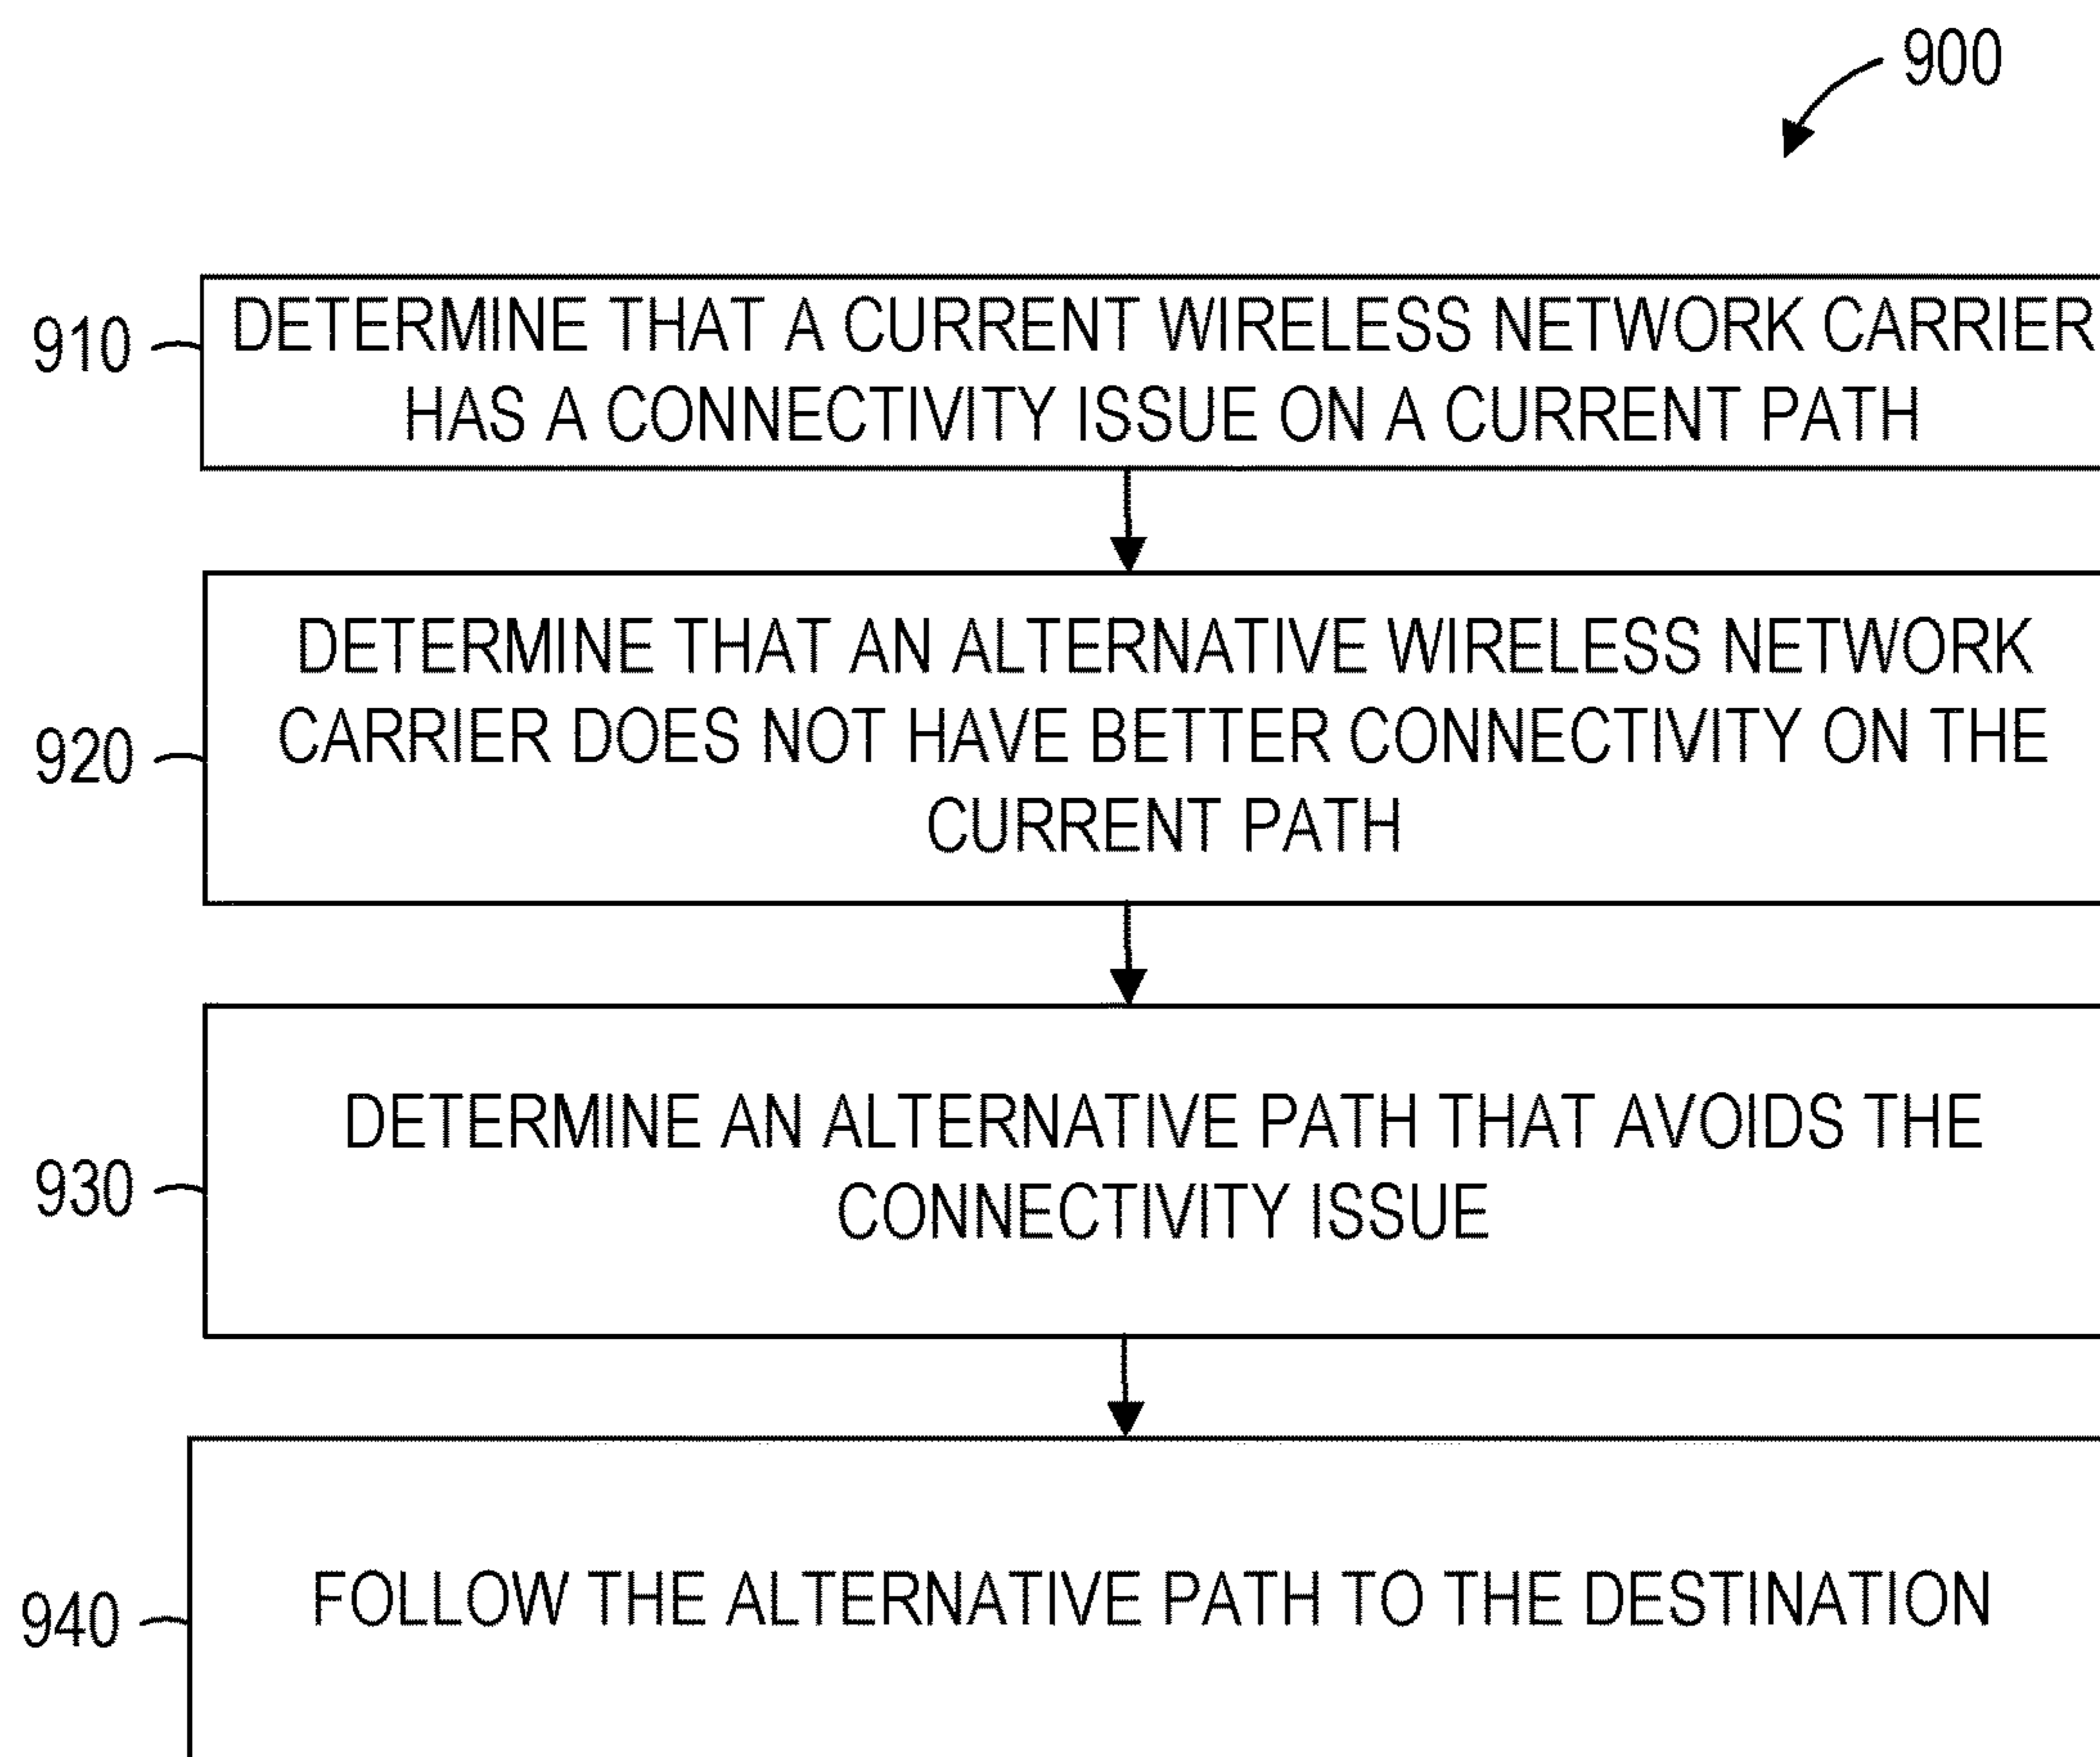 900
910
DETERMINE THAT A CURRENT WIRELESS NETWORK CARRIER
HAS A CONNECTIVITY ISSUE ON A CURRENT PATH
920
DETERMINE THAT AN ALTERNATIVE WIRELESS NETWORK
CARRIER DOES NOT HAVE BETTER CONNECTIVITY ON THE
CURRENT PATH
930
DETERMINE AN ALTERNATIVE PATH THAT AVOIDS THE
CONNECTIVITY ISSUE
940
FOLLOW THE ALTERNATIVE PATH TO THE DESTINATION